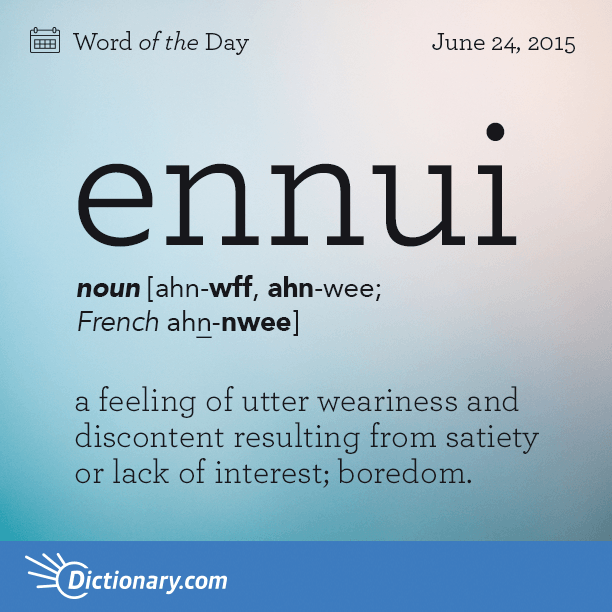 Word of the Day June 24, 2015
ennui
noun [ahn-wff, ahn-wee;
French ahn-nwee]
a feeling of utter weariness and
discontent resulting from satiety
or lack of interest; boredom.
Dictionary.com